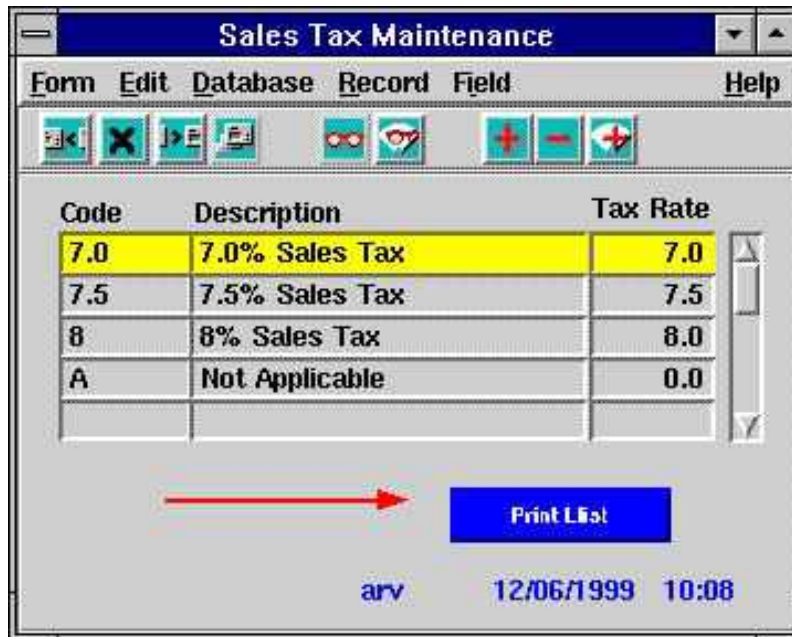 Sales Tax Maintenance
Form Edit Database Record Field Help
Code Description Tax Rate
7.0 7.0% Sales Tax 7.0
7.5 7.5% Sales Tax 7.5
8 8% Sales Tax 8.0
A Not Applicable 0.0
Print Llist
arv 12/06/1999 10:08